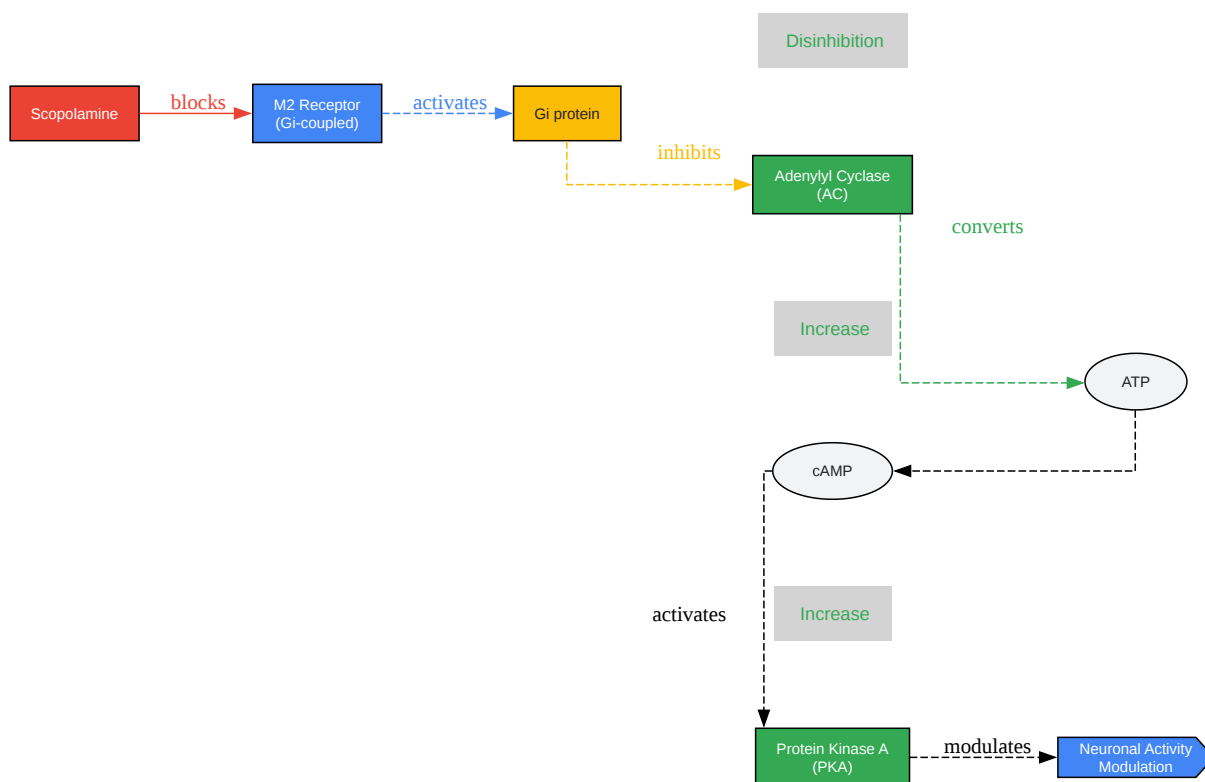 Disinhibition
Scopolamine
blocks
M2 Receptor
(Gi-coupled)
activates
Gi protein
inhibits
Adenylyl Cyclase
(AC)
converts
Increase
ATP
cAMP
activates
Increase
Protein Kinase A
(PKA)
modulates
Neuronal Activity
Modulation